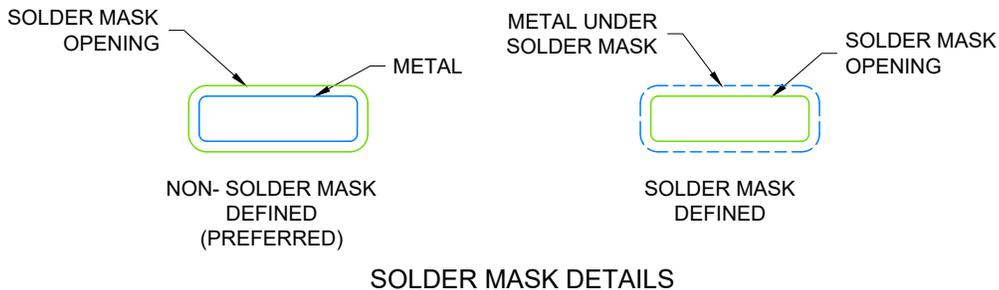 SOLDER MASK
OPENING
METAL
NON- SOLDER MASK
DEFINED
(PREFERRED)
METAL UNDER
SOLDER MASK
SOLDER MASK
OPENING
SOLDER MASK
DEFINED
SOLDER MASK DETAILS